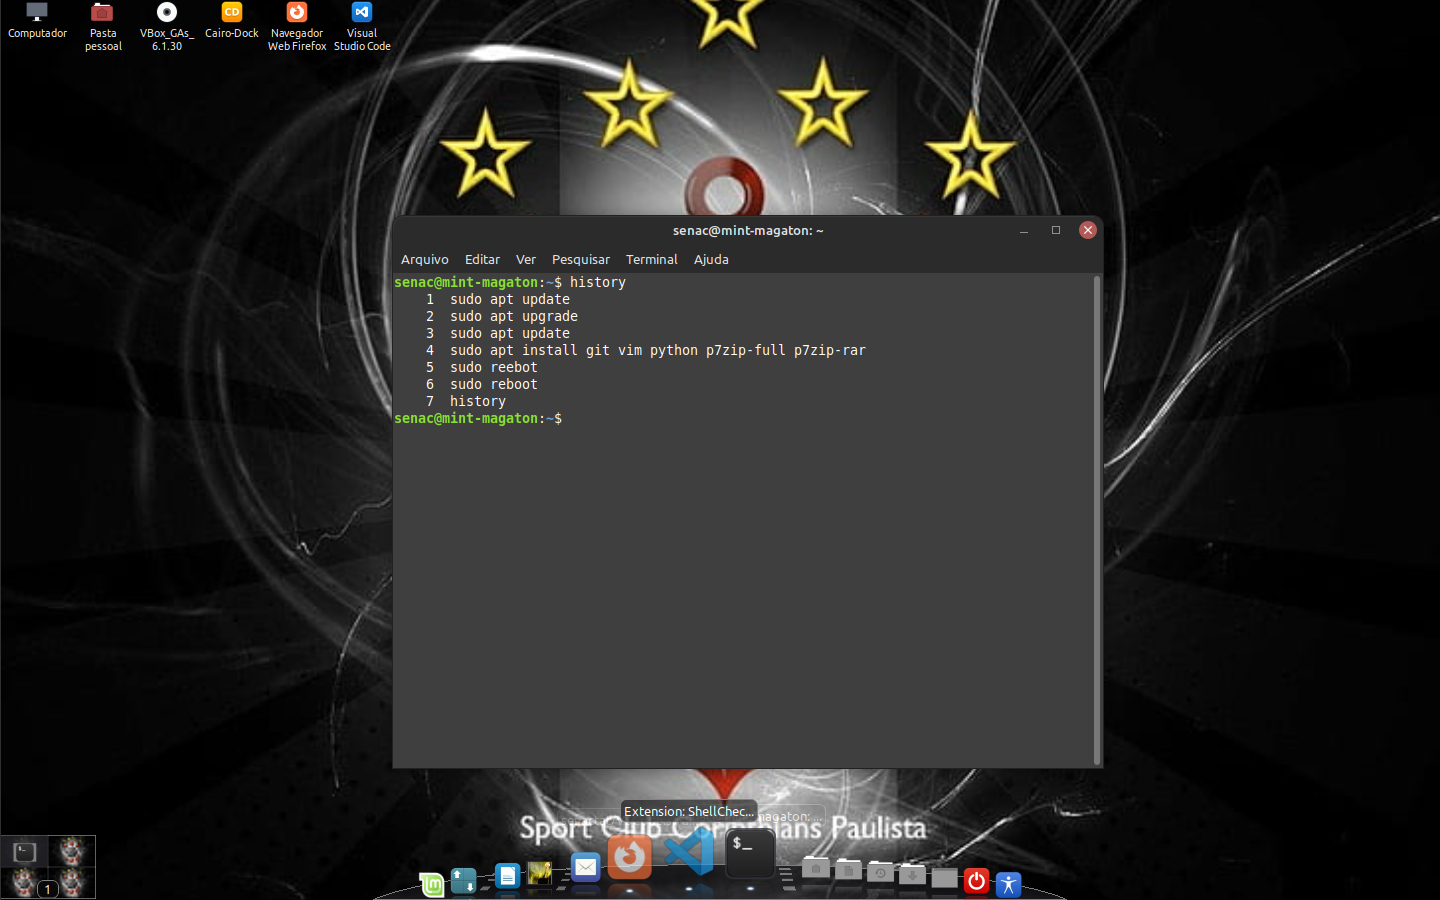 Computador
Pasta
pessoal
VBox_GAs_
6.1.30
CD
Cairo-Dock
Navegador
Web Firefox
Visual
Studio Code
senac@mint-magaton: ~
Arquivo Editar Ver Pesquisar Terminal Ajuda
senac@mint-magaton:~$ history
1 sudo apt update
2 sudo apt upgrade
3 sudo apt update
4 sudo apt install git vim python p7zip-full p7zip-rar
5 sudo reebot
6 sudo reboot
7 history
senac@mint-magaton:~$
Extension: ShellChec...
magaton: ...
Sport Club Corinthians Paulista
$_
1